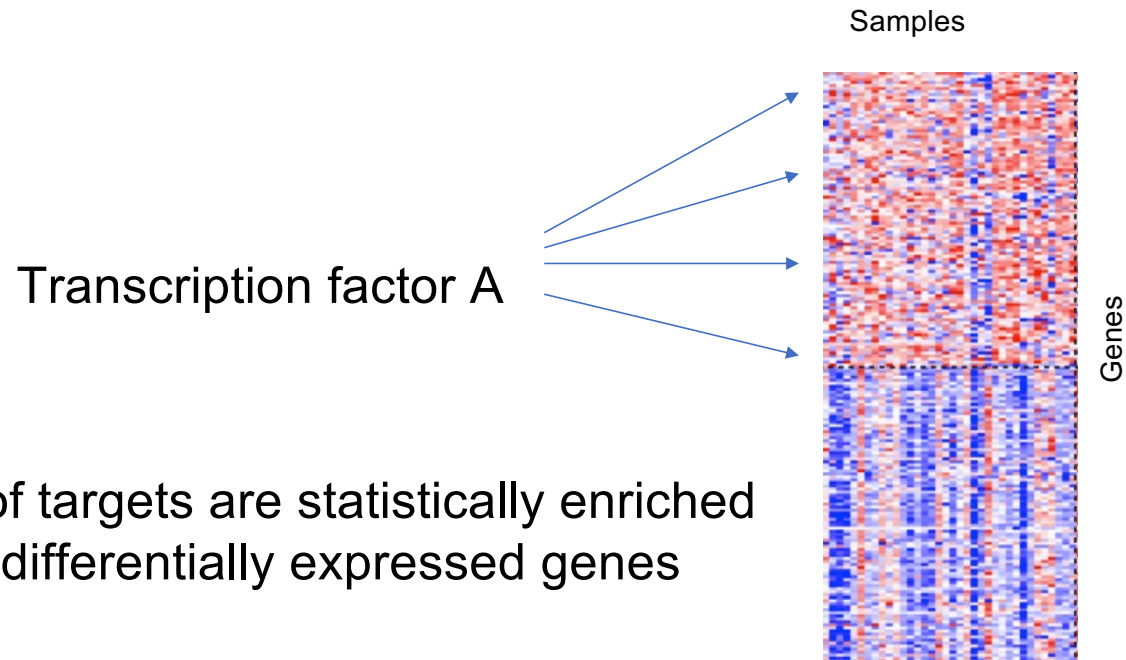 Samples
Transcription factor A
Genes
of targets are statistically enriched
differentially expressed genes